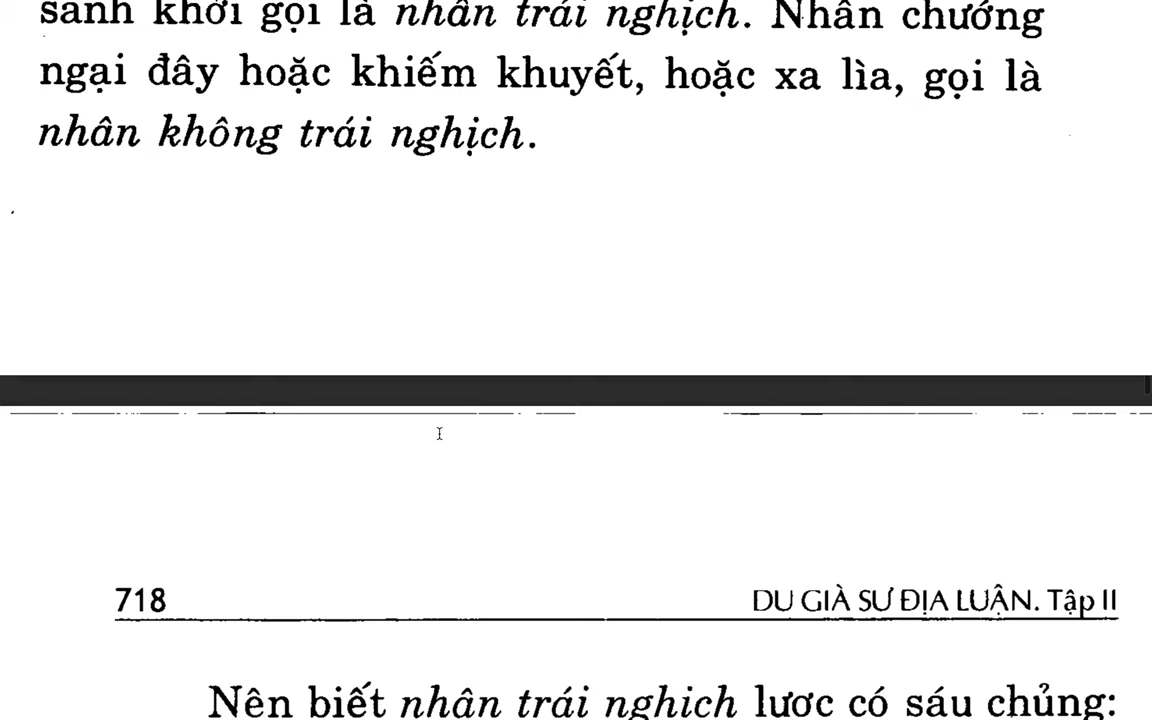 sanh khởi gọi là nhân trái nghịch. Nhân chướng
ngại đây hoặc khiếm khuyết, hoặc xa lìa, gọi là
nhân không trái nghịch.
718 DU GIÀ SƯ ĐỊA LUẬN. Tập II
Nên biết nhân trái nghịch lược có sáu chủng: